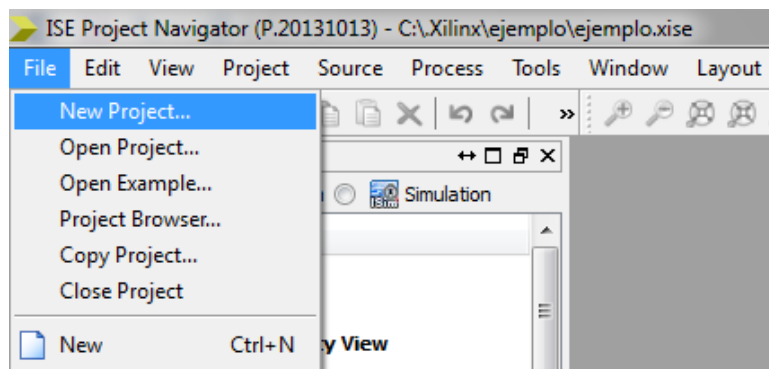 ISE Project Navigator (P.20131013) - C:\.Xilinx\ejemplo\ejemplo.xise
File Edit View Project Source Process Tools Window Layout
New Project...
»
Open Project...
Open Example...
Simulation
Project Browser...
Copy Project...
Close Project
New Ctrl+N
View